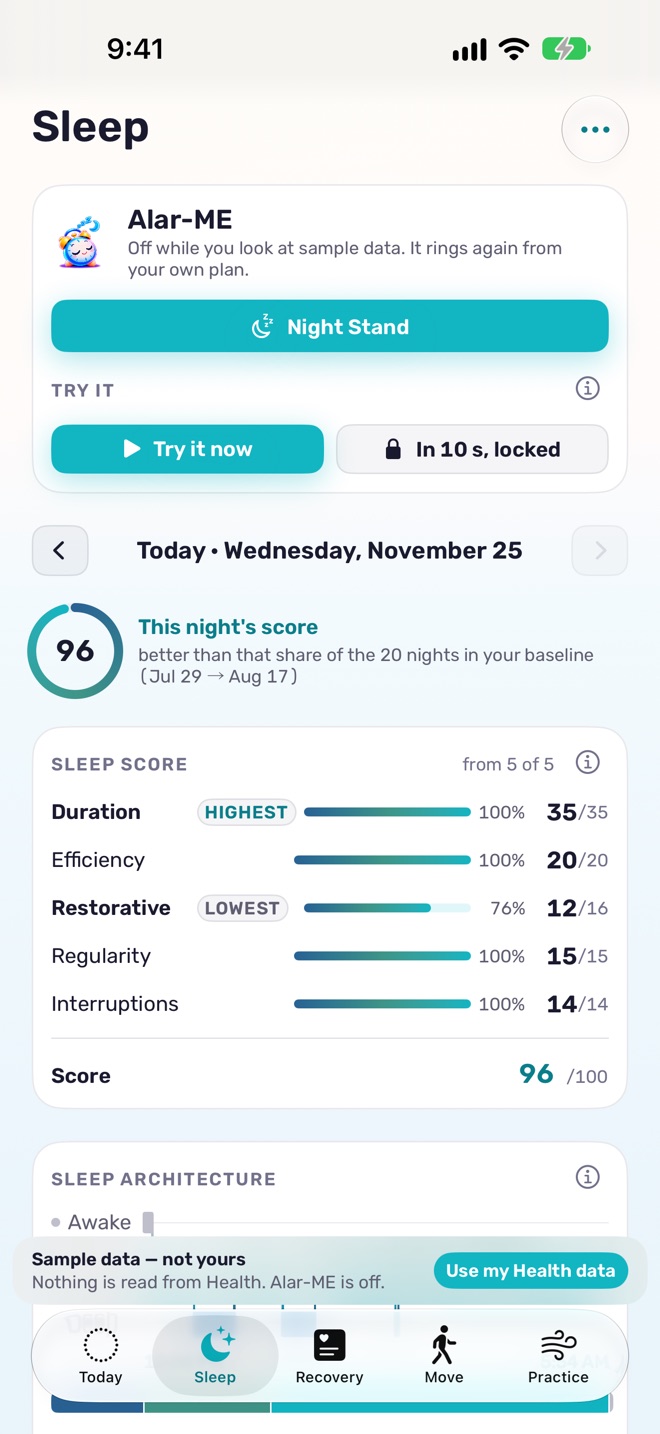 9:41
Sleep
Alar-ME
Off while you look at sample data. It rings again from
your own plan.
Night Stand
TRY IT
Try it now
In 10 s, locked
Today • Wednesday, November 25
96
This night's score
better than that share of the 20 nights in your baseline
(Jul 29 → Aug 17)
SLEEP SCORE
from 5 of 5
Duration HIGHEST 100% 35/35
Efficiency 100% 20/20
Restorative LOWEST 76% 12/16
Regularity 100% 15/15
Interruptions 100% 14/14
Score 96 /100
SLEEP ARCHITECTURE
Awake
Sample data — not yours
Nothing is read from Health. Alar-ME is off.
Use my Health data
Today
Sleep
Recovery
Move
Practice